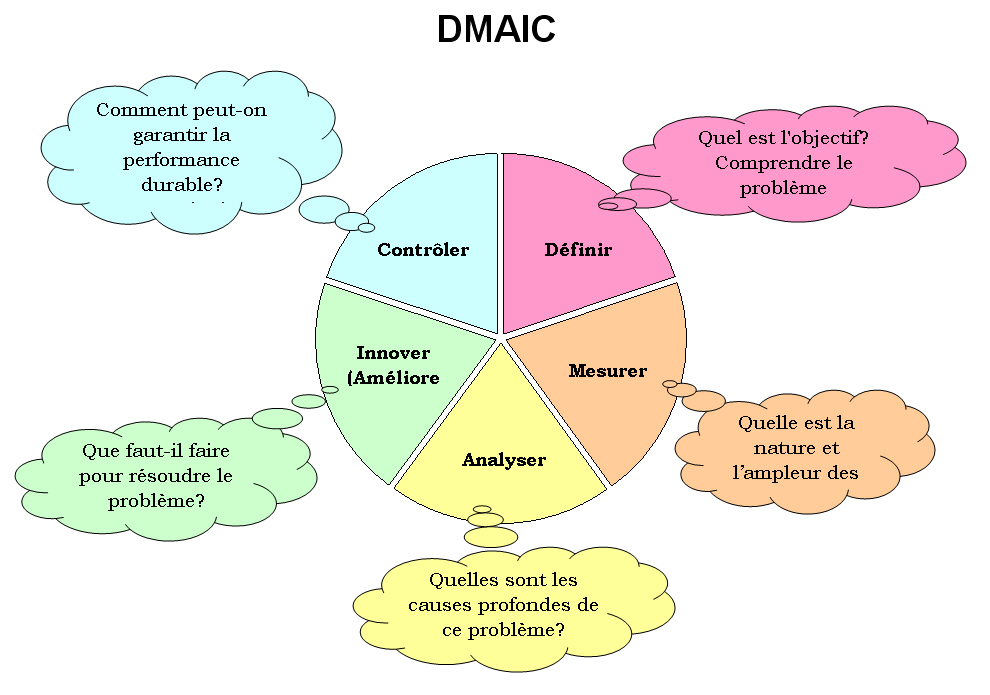 DMAIC
Comment peut-on
garantir la
performance
durable?
Quel est l'objectif?
Comprendre le
problème
Contrôler
Définir
Innover
(Améliore
Mesurer
Analyser
Que faut-il faire
pour résoudre le
problème?
Quelle est la
nature et
l’ampleur des
Quelles sont les
causes profondes de
ce problème?